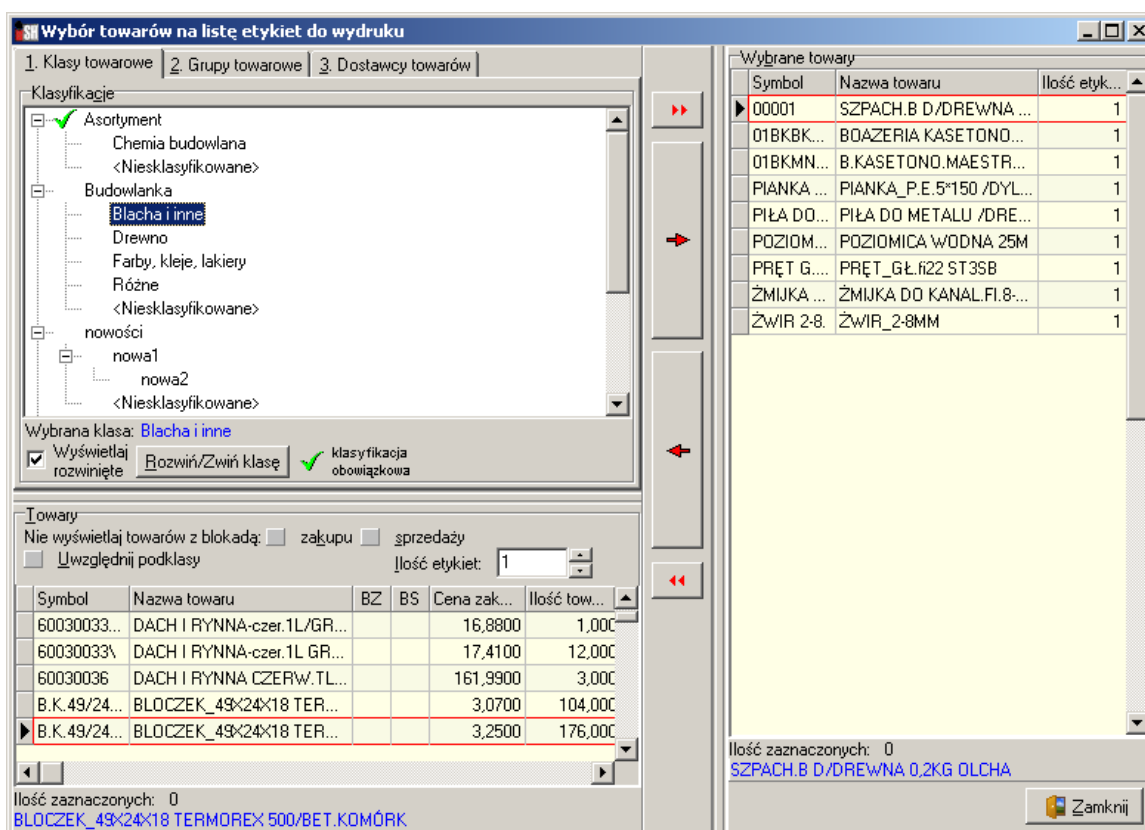 Wybór towarów na listę etykiet do wydruku
1. Klasy towarowe 2. Grupy towarowe 3. Dostawcy towarów
Klasyfikacje
Asortyment
Chemia budowlana
<Niesklasyfikowane>
Budowlanka
Blacha i inne
Drewno
Farby, kleje, lakiery
Różne
<Niesklasyfikowane>
nowości
nowa1
nowa2
<Niesklasyfikowane>
Wybrana klasa: Blacha i inne
Wyświetlaj rozwinięte
Rozwiń/Zwiń klasę
klasyfikacja obowiązkowa
Towary
Nie wyświetlaj towarów z blokadą: zakupu sprzedaży
Uwzględnij podklasy
Ilość etykiet: 1
Symbol Nazwa towaru BZ BS Cena zak... Ilość tow...
60030033... DACH I RYNNA-czer.1L/GR... 16,8800 1,000
60030033\ DACH I RYNNA-czer.1L GR... 17,4100 12,000
60030036 DACH I RYNNA CZERW.TL... 161,9900 3,000
B.K.49/24... BLOCZEK_49X24X18 TER... 3,0700 104,000
B.K.49/24... BLOCZEK_49X24X18 TER... 3,2500 176,000
Ilość zaznaczonych: 0
BLOCZEK_49X24X18 TERMOREX 500/BET.KOMÓRK
Wybrane towary
Symbol Nazwa towaru Ilość etyk...
00001 SZPACH.B D/DREWNA ... 1
01BKBK... BOAZERIA KASETONO... 1
01BKMN... B.KASETONO.MAESTR... 1
PIANKA ... PIANKA_P.E.5*150 /DYL... 1
PIŁA DO... PIŁA DO METALU /DRE... 1
POZIOM... POZIOMICA WODNA 25M 1
PRĘT G.... PRĘT_GŁ.fi22 ST3SB 1
ŻMIJKA ... ŻMIJKA DO KANAL.FI.8-... 1
ŻWIR 2-8. ŻWIR_2-8MM 1
Ilość zaznaczonych: 0
SZPACH.B D/DREWNA 0,2KG OLCHA
Zamknij